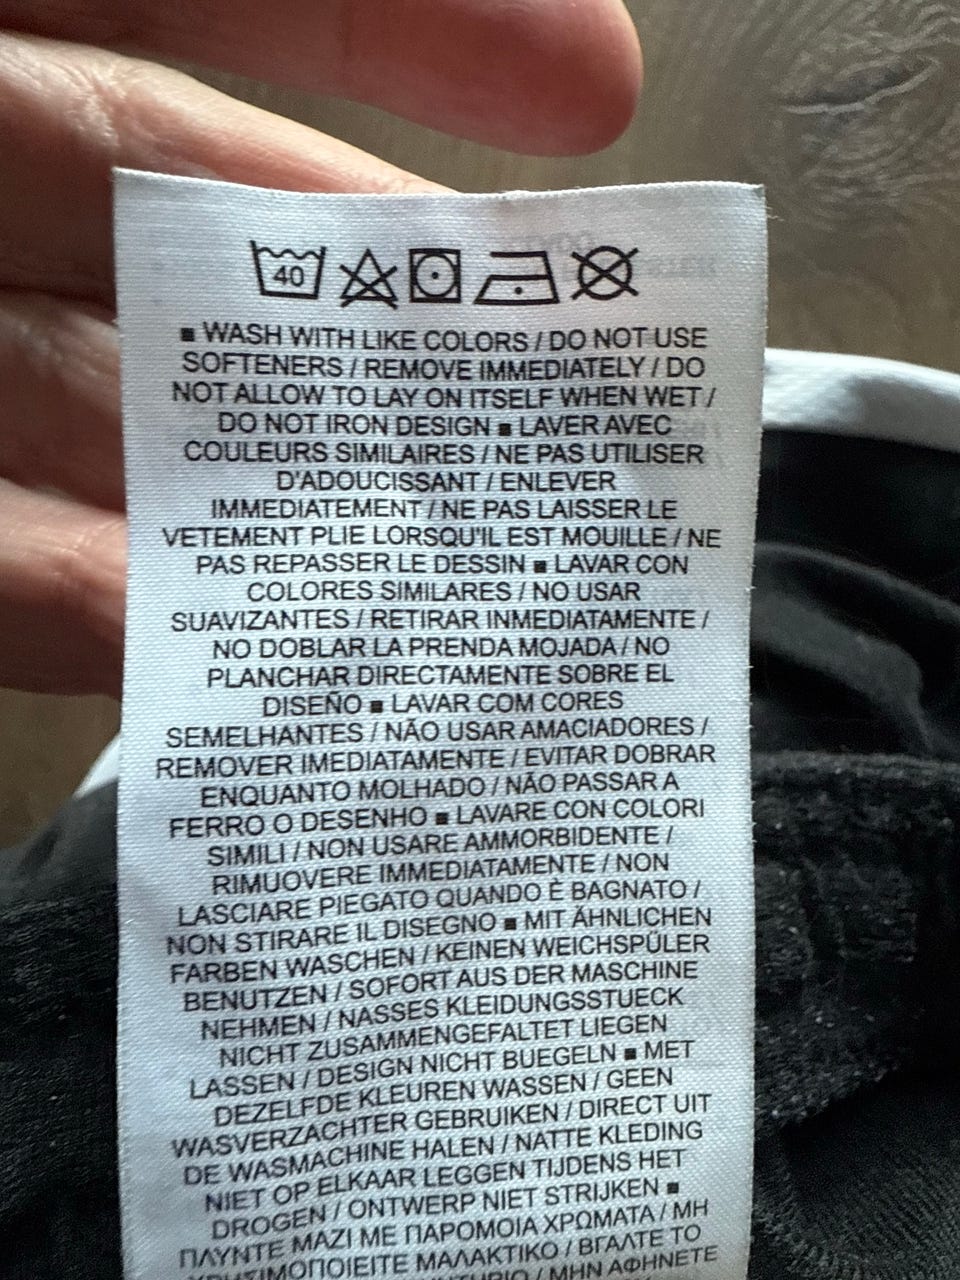 40
■ WASH WITH LIKE COLORS / DO NOT USE
SOFTENERS / REMOVE IMMEDIATELY / DO
NOT ALLOW TO LAY ON ITSELF WHEN WET /
DO NOT IRON DESIGN ■ LAVER AVEC
COULEURS SIMILAIRES / NE PAS UTILISER
D'ADOUCISSANT / ENLEVER
IMMEDIATEMENT / NE PAS LAISSER LE
VETEMENT PLIE LORSQU'IL EST MOUILLE / NE
PAS REPASSER LE DESSIN ■ LAVAR CON
COLORES SIMILARES / NO USAR
SUAVIZANTES / RETIRAR INMEDIATAMENTE /
NO DOBLAR LA PRENDA MOJADA / NO
PLANCHAR DIRECTAMENTE SOBRE EL
DISEÑO ■ LAVAR COM CORES
SEMELHANTES / NÃO USAR AMACIADORES /
REMOVER IMEDIATAMENTE / EVITAR DOBRAR
ENQUANTO MOLHADO / NÃO PASSAR A
FERRO O DESENHO ■ LAVARE CON COLORI
SIMILI / NON USARE AMMORBIDENTE /
RIMUOVERE IMMEDIATAMENTE / NON
LASCIARE PIEGATO QUANDO È BAGNATO /
NON STIRARE IL DISEGNO ■ MIT ÄHNLICHEN
FARBEN WASCHEN / KEINEN WEICHSPÜLER
BENUTZEN / SOFORT AUS DER MASCHINE
NEHMEN / NASSES KLEIDUNGSSTUECK
NICHT ZUSAMMENGEFALTET LIEGEN
LASSEN / DESIGN NICHT BUEGELN ■ MET
DEZELFDE KLEUREN WASSEN / GEEN
WASVERZACHTER GEBRUIKEN / DIRECT UIT
DE WASMACHINE HALEN / NATTE KLEDING
NIET OP ELKAAR LEGGEN TIJDENS HET
DROGEN / ONTWERP NIET STRIJKEN ■
ΠΛΥΝΤΕ ΜΑΖΙ ΜΕ ΠΑΡΟΜΟΙΑ ΧΡΩΜΑΤΑ / ΜΗ
ΧΡΗΣΙΜΟΠΟΙΕΙΤΕ ΜΑΛΑΚΤΙΚΟ / ΒΓΑΛΤΕ ΤΟ
/ ΜΗΝ ΑΦΗΝΕΤΕ